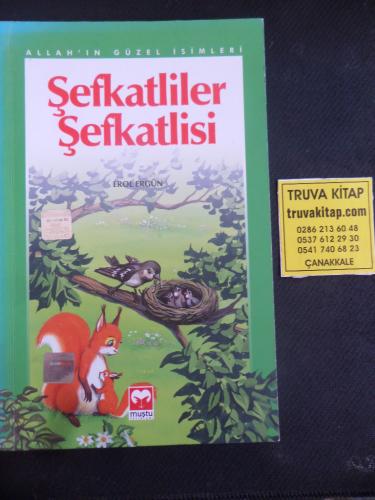 ALLAH'IN GÜZEL İSİMLERİ
Şefkatliler
Şefkatlisi
EROL ERGÜN
muştu
TRUVA KİTAP
truvakitap.com
0286 213 60 48
0537 612 29 30
0541 740 68 23
ÇANAKKALE